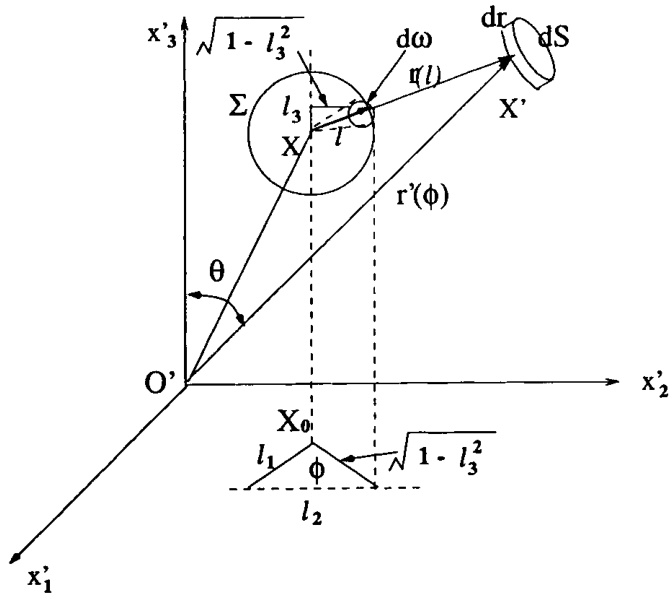 x'₃
√1 - l₃²
dr
dS
dω
r(l)
Σ
l₃
X
l
X'
r'(ϕ)
θ
O'
x'₂
X₀
l₁
ϕ
√1 - l₃²
l₂
x'₁